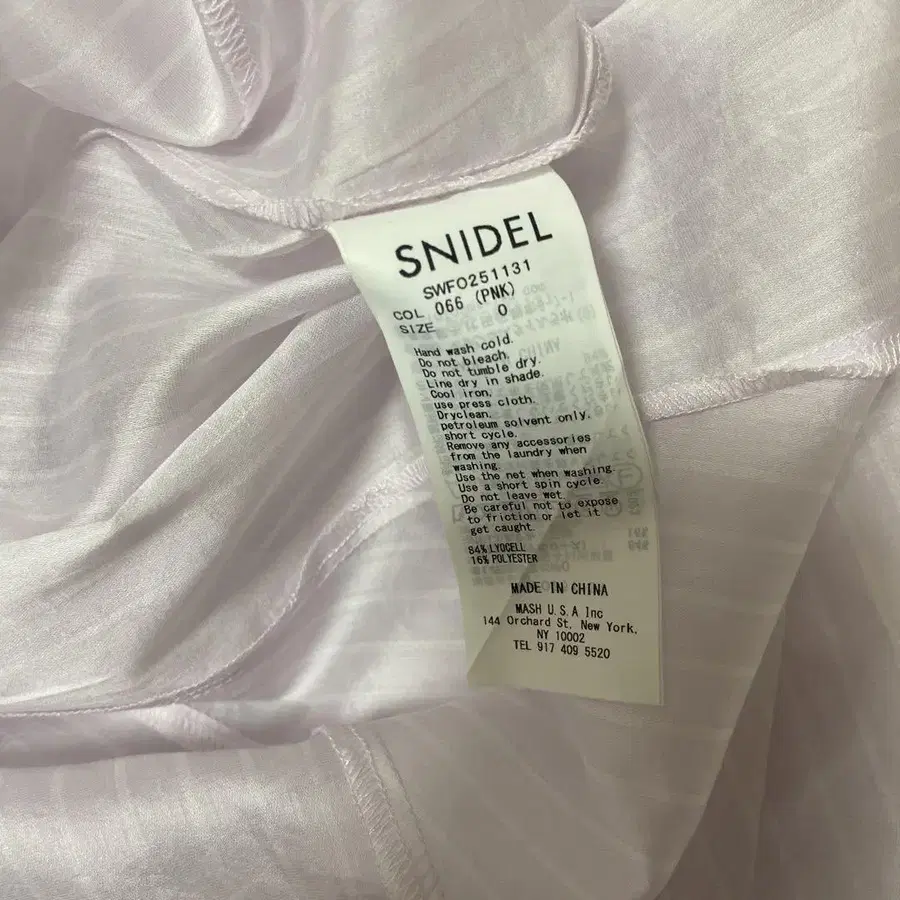 SNIDEL
SWFO251131
COL 066 (PNK)
SIZE 0
Hand wash cold.
Do not bleach.
Do not tumble dry.
Line dry in shade.
Cool iron.
use press cloth.
Dryclean.
petroleum solvent only.
short cycle.
Remove any accessories
from the laundry when
washing.
Use the net when washing.
Use a short spin cycle.
Do not leave wet.
Be careful not to expose
to friction or let it
get caught.
84% LYOCELL
16% POLYESTER
MADE IN CHINA
MASH U.S.A Inc
144 Orchard St, New York,
NY 10002
TEL 917 409 5520